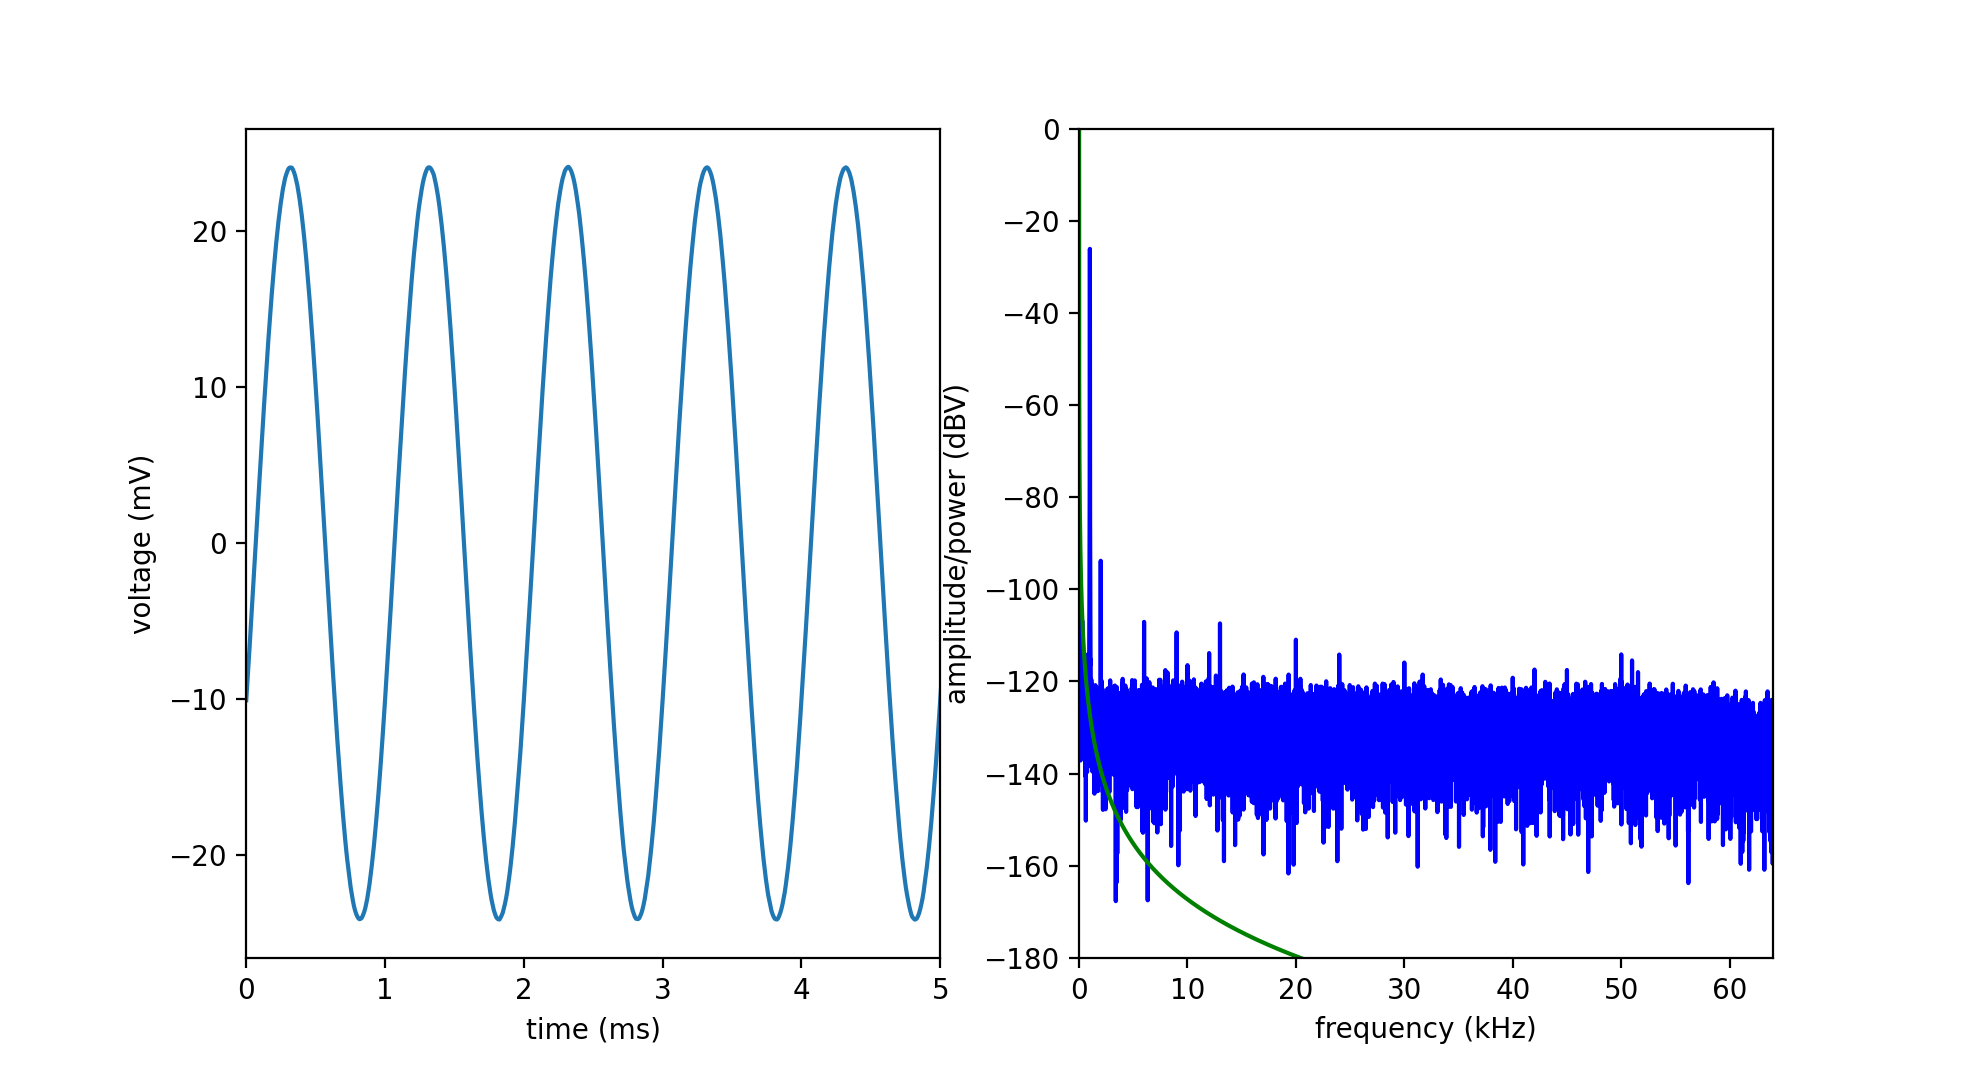 20
10
0
−10
−20
voltage (mV)
0 1 2 3 4 5
time (ms)
0
−20
−40
−60
−80
−100
−120
−140
−160
−180
amplitude/power (dBV)
0 10 20 30 40 50 60
frequency (kHz)